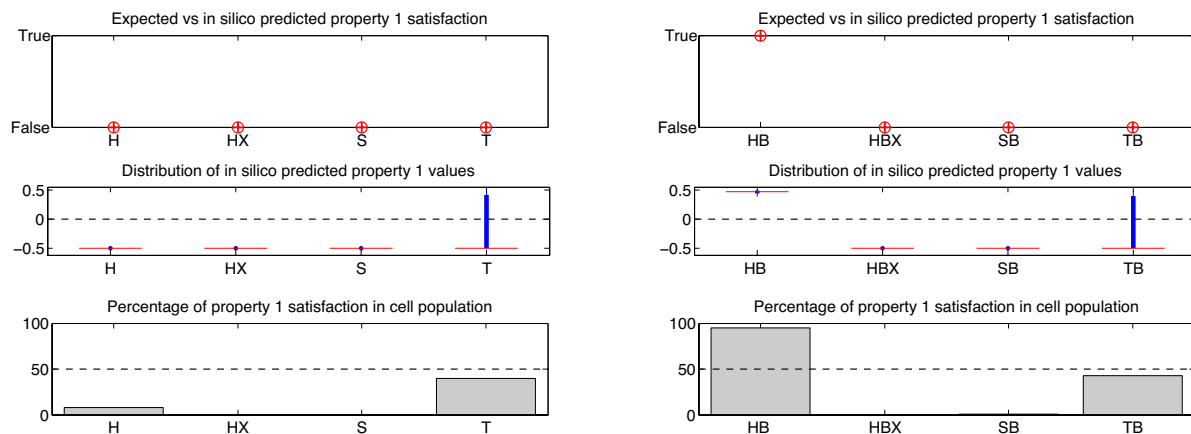 Expected vs in silico predicted property 1 satisfaction
True
False
H HX S T
Distribution of in silico predicted property 1 values
0.5
0
−0.5
H HX S T
Percentage of property 1 satisfaction in cell population
100
50
0
H HX S T
Expected vs in silico predicted property 1 satisfaction
True
False
HB HBX SB TB
Distribution of in silico predicted property 1 values
0.5
0
−0.5
HB HBX SB TB
Percentage of property 1 satisfaction in cell population
100
50
0
HB HBX SB TB